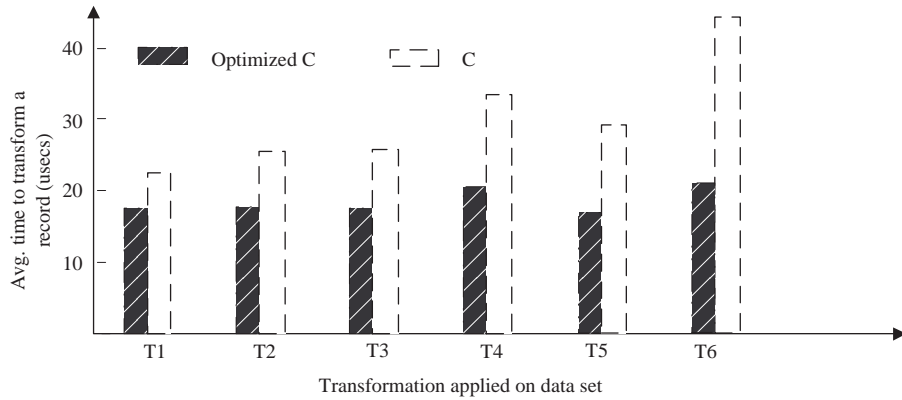 40
30
20
10
Avg. time to transform a
record (usecs)
Optimized C
C
T1 T2 T3 T4 T5 T6
Transformation applied on data set